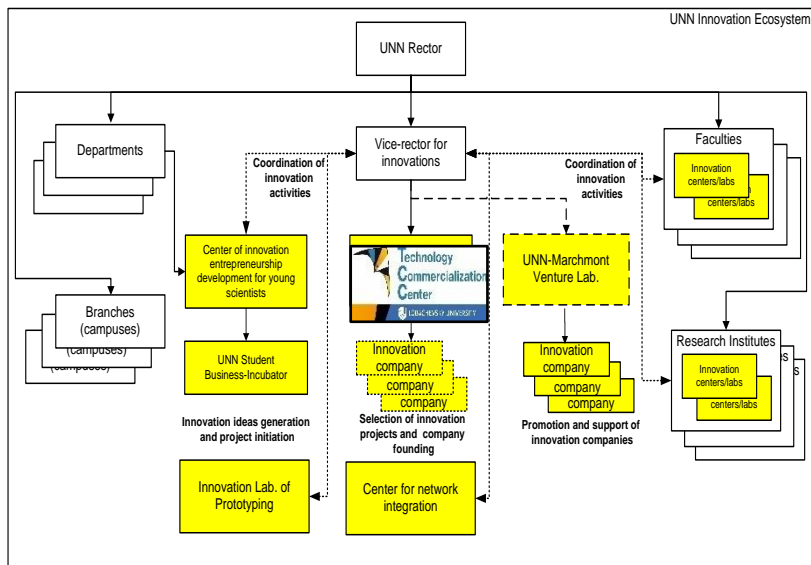 UNN Innovation Ecosystem
UNN Rector
Departments
Vice-rector for
innovations
Faculties
Innovation
centers/labs
centers/labs
Coordination of
innovation
activities
Coordination of
innovation
activities
Center of innovation
entrepreneurship
development for young
scientists
Technology
Commercialization
Center
LOBACHEVSKY UNIVERSITY
UNN-Marchmont
Venture Lab.
Branches
(campuses)
(campuses)
(campuses)
UNN Student
Business-Incubator
Innovation
company
company
company
Innovation
company
company
company
Research Institutes
Innovation
centers/labs
centers/labs
Innovation ideas generation
and project initiation
Selection of innovation
projects and company
founding
Promotion and support of
innovation companies
Innovation Lab. of
Prototyping
Center for network
integration